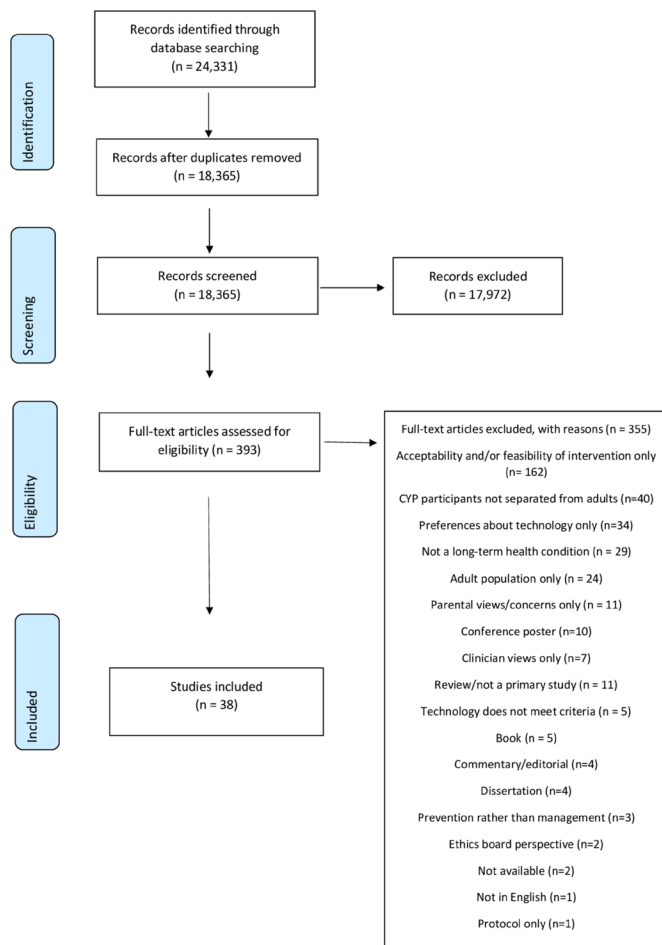 Identification
Records identified through
database searching
(n = 24,331)
Records after duplicates removed
(n = 18,365)
Screening
Records screened
(n = 18,365)
Records excluded
(n = 17,972)
Eligibility
Full-text articles assessed for
eligibility (n = 393)
Full-text articles excluded, with reasons (n = 355)
Acceptability and/or feasibility of intervention only
(n= 162)
CYP participants not separated from adults (n=40)
Preferences about technology only (n=34)
Not a long-term health condition (n = 29)
Adult population only (n = 24)
Parental views/concerns only (n = 11)
Conference poster (n=10)
Clinician views only (n=7)
Review/not a primary study (n = 11)
Technology does not meet criteria (n = 5)
Book (n = 5)
Commentary/editorial (n=4)
Dissertation (n=4)
Prevention rather than management (n=3)
Ethics board perspective (n=2)
Not available (n=2)
Not in English (n=1)
Protocol only (n=1)
Included
Studies included
(n = 38)